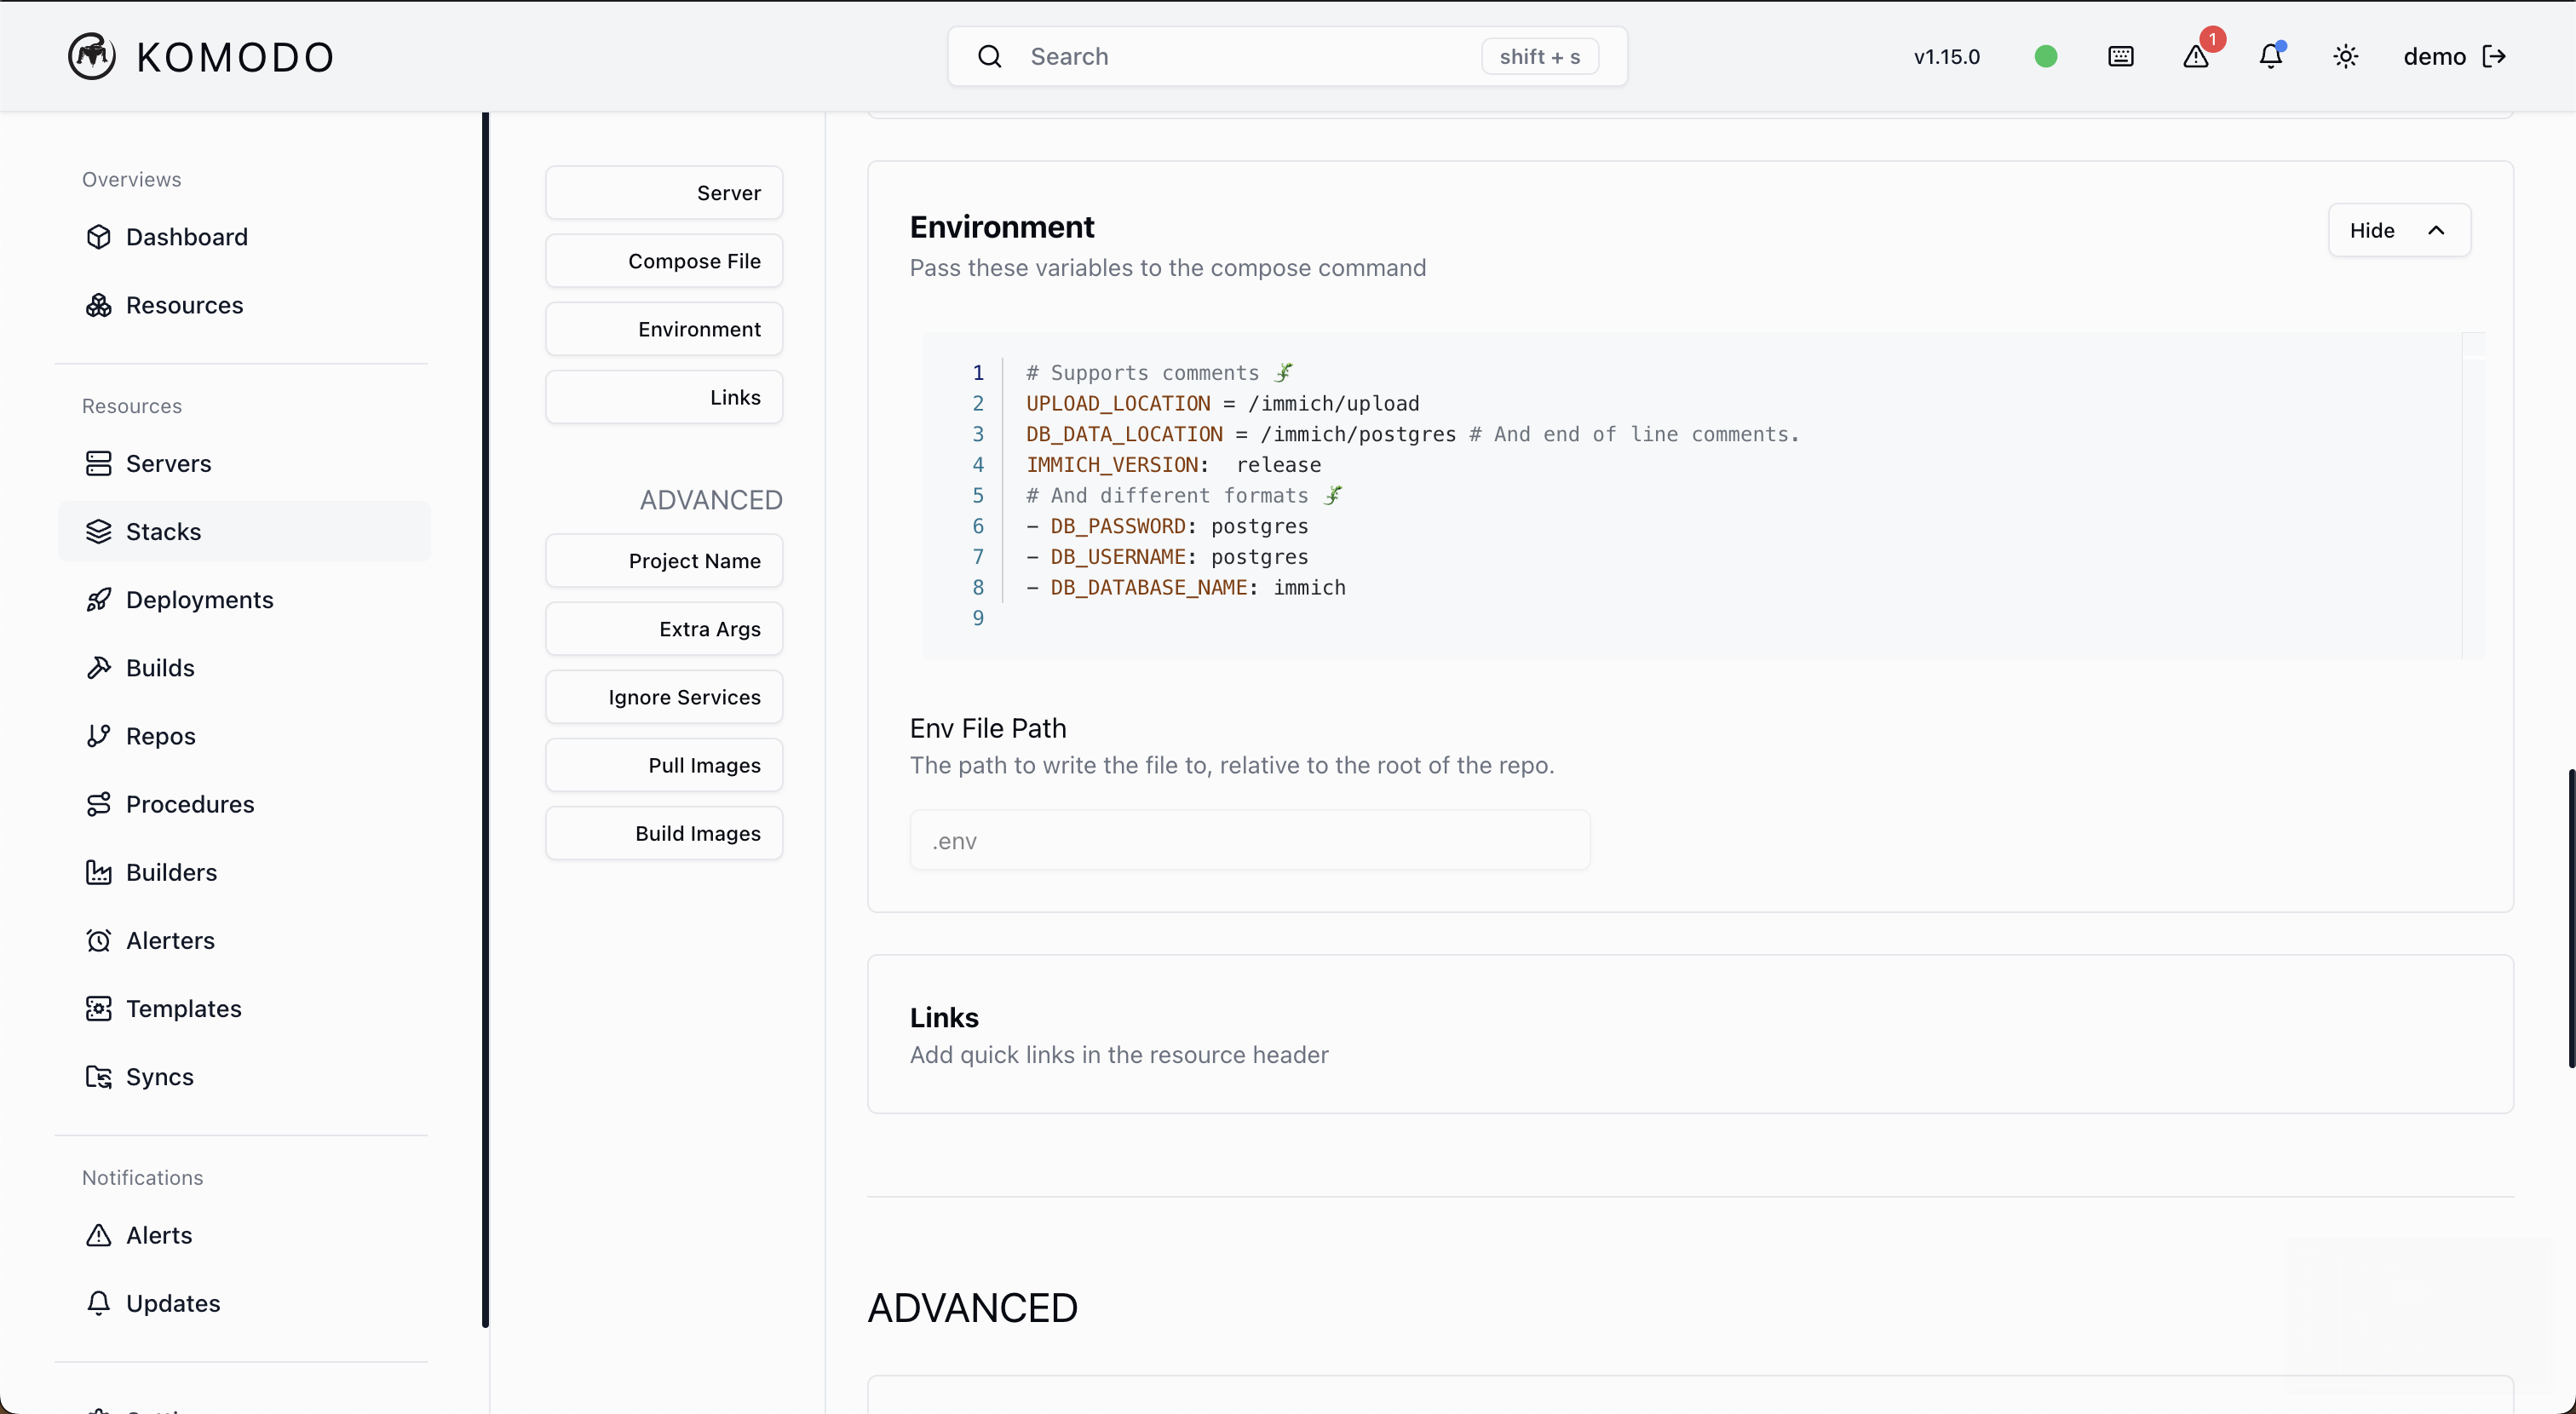 KOMODO
Search
shift + s
v1.15.0
1
demo
Overviews
Dashboard
Resources
Resources
Servers
Stacks
Deployments
Builds
Repos
Procedures
Builders
Alerters
Templates
Syncs
Notifications
Alerts
Updates
Server
Compose File
Environment
Links
ADVANCED
Project Name
Extra Args
Ignore Services
Pull Images
Build Images
Environment
Hide
Pass these variables to the compose command
1 # Supports comments 🦎
2 UPLOAD_LOCATION = /immich/upload
3 DB_DATA_LOCATION = /immich/postgres # And end of line comments.
4 IMMICH_VERSION:  release
5 # And different formats 🦎
6 - DB_PASSWORD: postgres
7 - DB_USERNAME: postgres
8 - DB_DATABASE_NAME: immich
9
Env File Path
The path to write the file to, relative to the root of the repo.
.env
Links
Add quick links in the resource header
ADVANCED